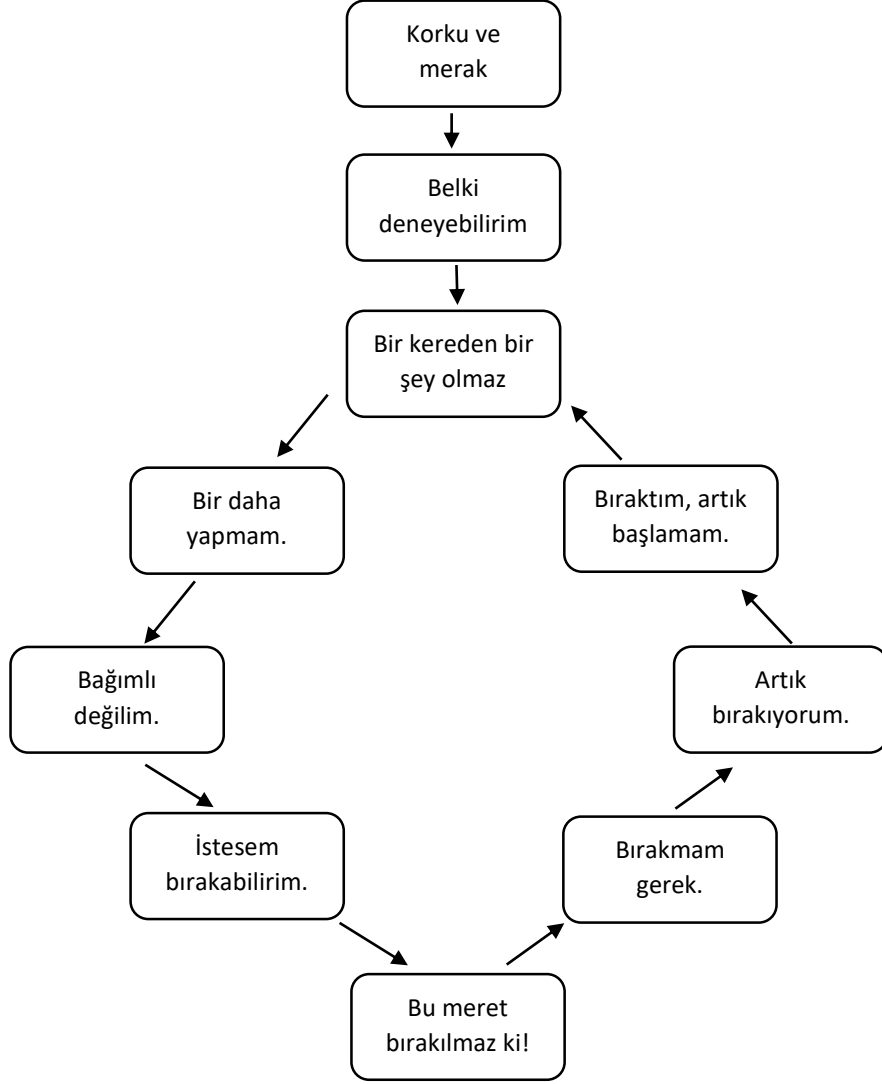 Korku ve
merak
Belki
deneyebilirim
Bir kereden bir
şey olmaz
Bir daha
yapmam.
Bıraktım, artık
başlamam.
Bağımlı
değilim.
Artık
bırakıyorum.
İstesem
bırakabilirim.
Bırakmam
gerek.
Bu meret
bırakılmaz ki!